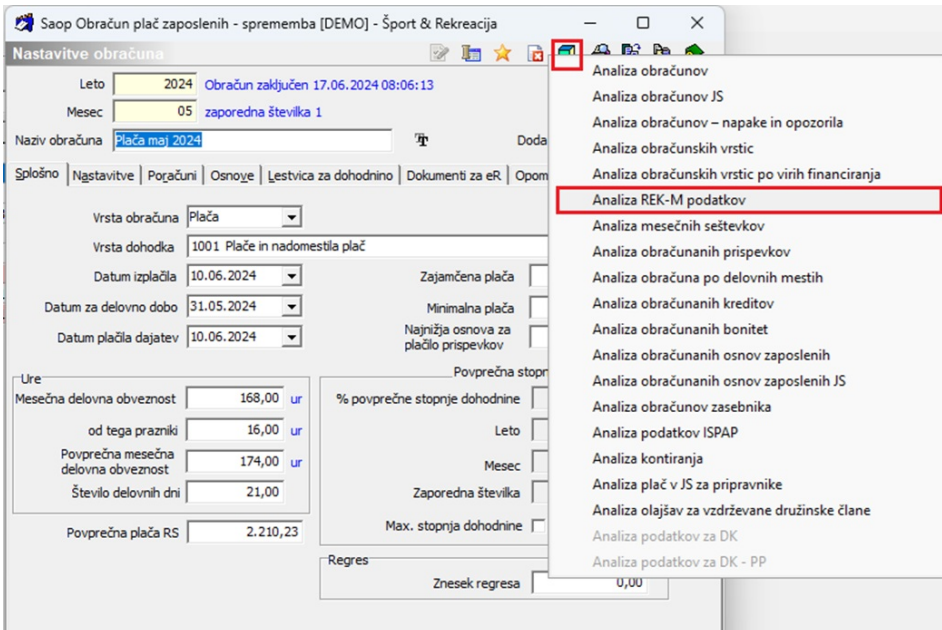 Saop Obračun plač zaposlenih - sprememba [DEMO] - Šport & Rekreacija
Nastavitve obračuna
Leto 2024 Obračun zaključen 17.06.2024 08:06:13
Mesec 05 zaporedna številka 1
Naziv obračuna Plača maj 2024 Doda
Splošno Nastavitve Poračuni Osnove Lestvica za dohodnino Dokumenti za eR Opom
Vrsta obračuna Plača
Vrsta dohodka 1001 Plače in nadomestila plač
Datum izplačila 10.06.2024 Zajamčena plača
Datum za delovno dobo 31.05.2024 Minimalna plača
Datum plačila dajatev 10.06.2024 Najnižja osnova za plačilo prispevkov
Ure
Mesečna delovna obveznost 168,00 ur
od tega prazniki 16,00 ur
Povprečna mesečna delovna obveznost 174,00 ur
Število delovnih dni 21,00
Povprečna plača RS 2.210,23
Povprečna stopn
% povprečne stopnje dohodnine
Leto
Mesec
Zaporedna številka
Max. stopnja dohodnine
Regres
Znesek regresa 0,00
Analiza obračunov
Analiza obračunov JS
Analiza obračunov – napake in opozorila
Analiza obračunskih vrstic
Analiza obračunskih vrstic po virih financiranja
Analiza REK-M podatkov
Analiza mesečnih seštevkov
Analiza obračunanih prispevkov
Analiza obračuna po delovnih mestih
Analiza obračunanih kreditov
Analiza obračunanih bonitet
Analiza obračunanih osnov zaposlenih
Analiza obračunanih osnov zaposlenih JS
Analiza obračunov zasebnika
Analiza podatkov ISPAP
Analiza kontiranja
Analiza plač v JS za pripravnike
Analiza olajšav za vzdrževane družinske člane
Analiza podatkov za DK
Analiza podatkov za DK - PP